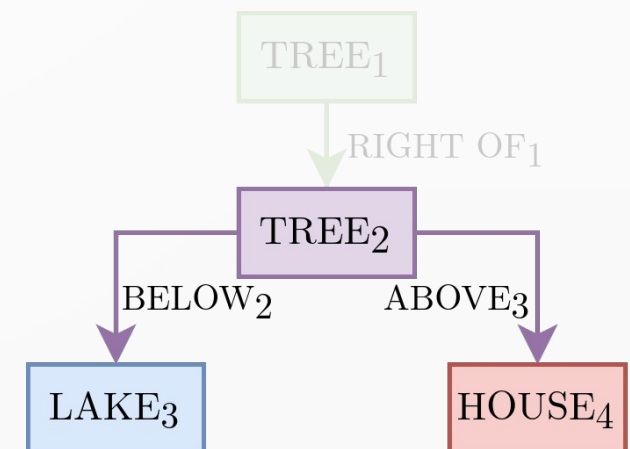 TREE₁
RIGHT OF₁
TREE₂
BELOW₂
ABOVE₃
LAKE₃
HOUSE₄